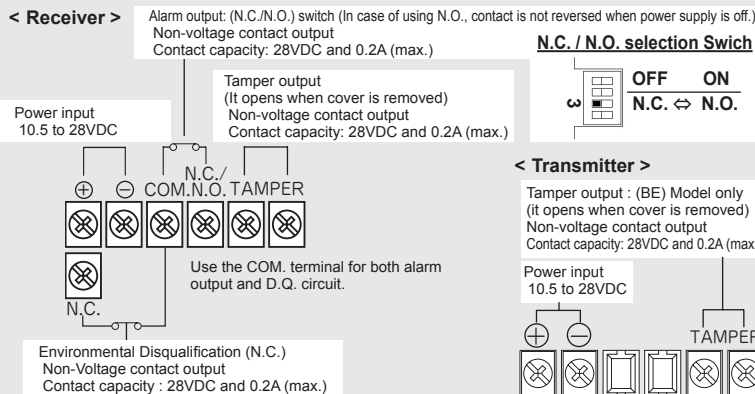 < Receiver >
Alarm output: (N.C./N.O.) switch (In case of using N.O., contact is not reversed when power supply is off.)
Non-voltage contact output
Contact capacity: 28VDC and 0.2A (max.)
N.C. / N.O. selection Swich
OFF ON
3 N.C. ⇔ N.O.
Tamper output
(It opens when cover is removed)
Non-voltage contact output
Contact capacity: 28VDC and 0.2A (max.)
Power input
10.5 to 28VDC
N.C./
⊕ ⊖ COM.N.O. TAMPER
Use the COM. terminal for both alarm
output and D.Q. circuit.
N.C.
Environmental Disqualification (N.C.)
Non-Voltage contact output
Contact capacity : 28VDC and 0.2A (max.)
< Transmitter >
Tamper output : (BE) Model only
(it opens when cover is removed)
Non-voltage contact output
Contact capacity: 28VDC and 0.2A (max
Power input
10.5 to 28VDC
⊕ ⊖ TAMPER